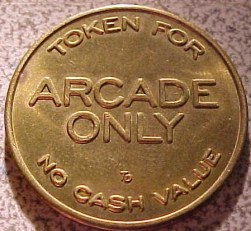 TOKEN FOR
ARCADE
ONLY
NO CASH VALUE